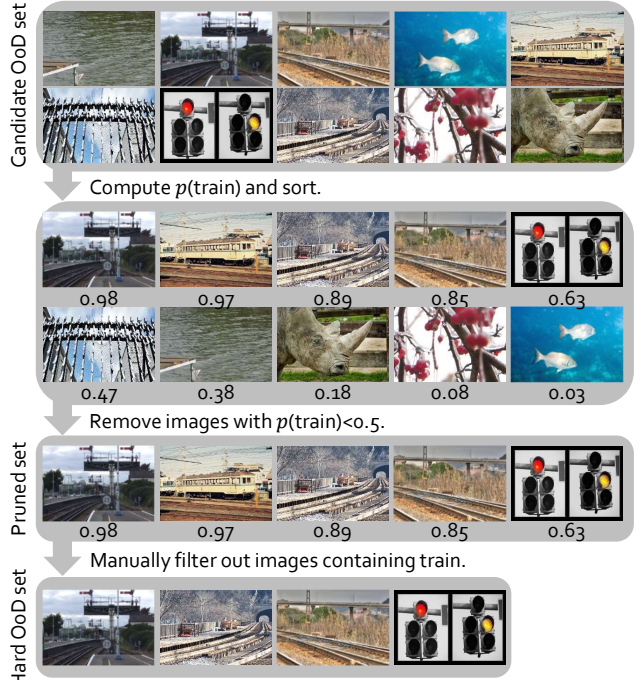 Candidate OoD set
Compute p(train) and sort.
0.98 0.97 0.89 0.85 0.63
0.47 0.38 0.18 0.08 0.03
Remove images with p(train)<0.5.
Pruned set
0.98 0.97 0.89 0.85 0.63
Manually filter out images containing train.
Hard OoD set